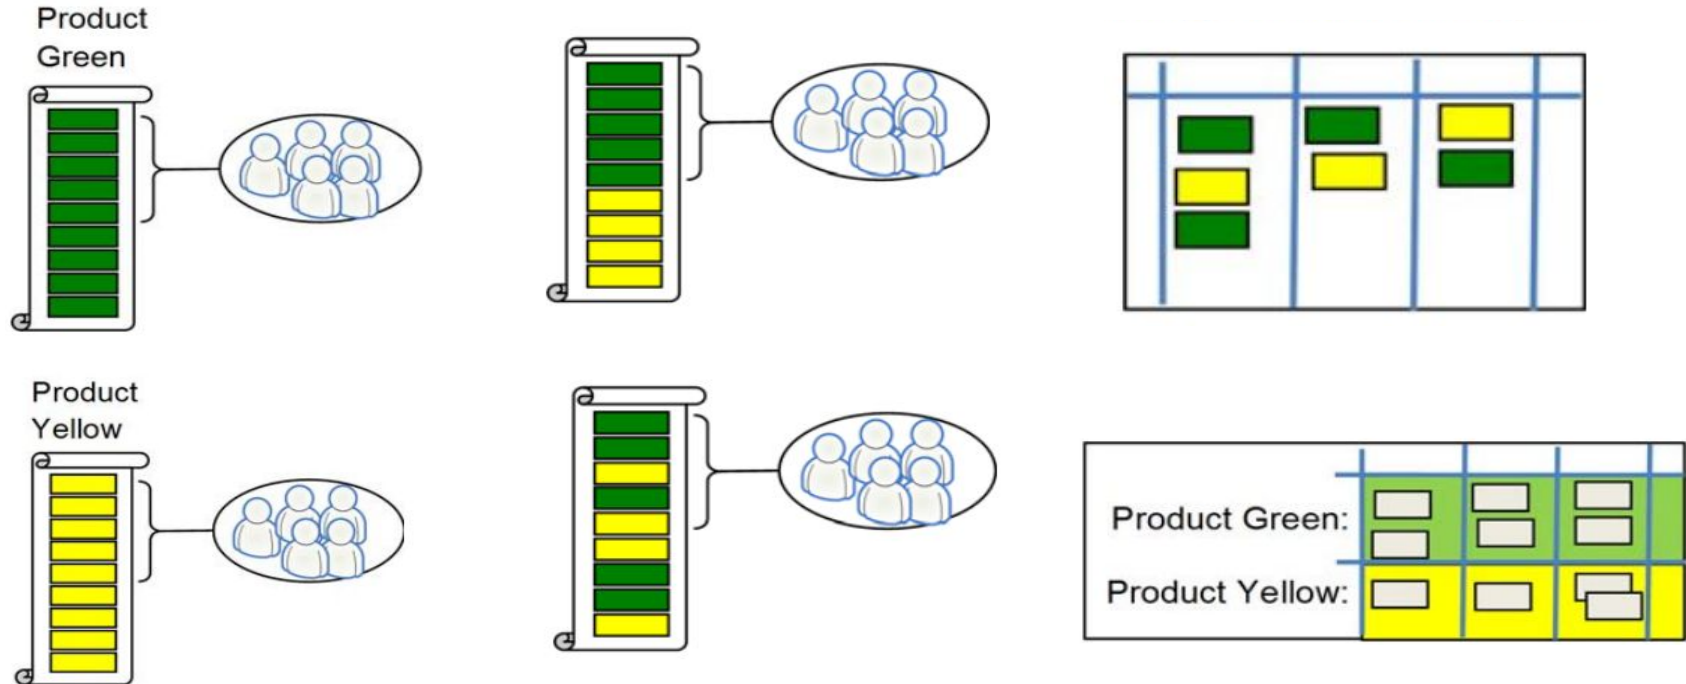 Product
Green
Product
Yellow
Product Green:
Product Yellow: